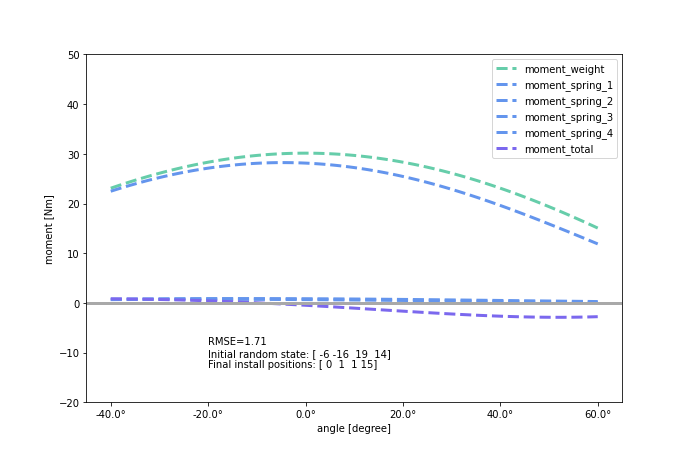 50
40
30
20
10
0
−10
−20
moment [Nm]
moment_weight
moment_spring_1
moment_spring_2
moment_spring_3
moment_spring_4
moment_total
RMSE=1.71
Initial random state: [ -6 -16  19  14]
Final install positions: [ 0  1  1 15]
-40.0° -20.0° 0.0° 20.0° 40.0° 60.0°
angle [degree]